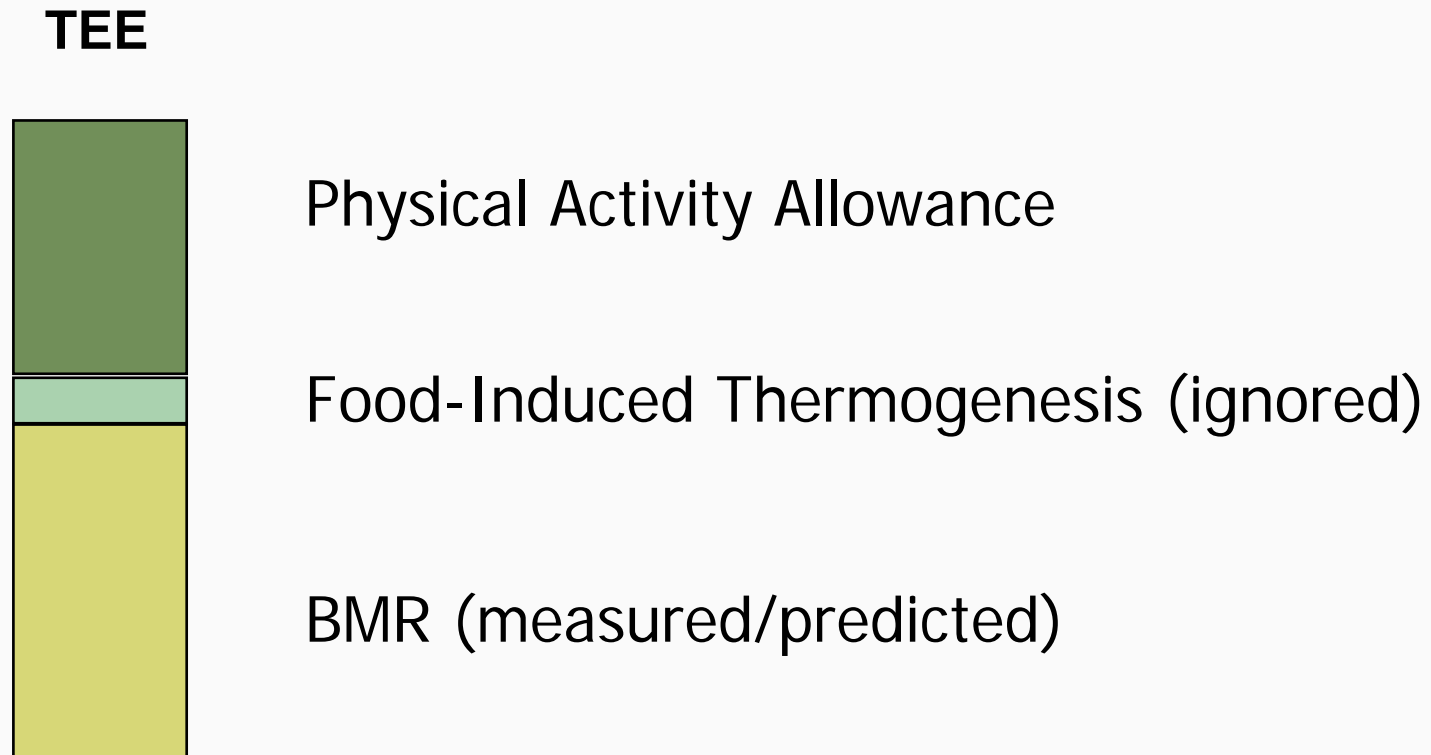 TEE
Physical Activity Allowance
Food-Induced Thermogenesis (ignored)
BMR (measured/predicted)